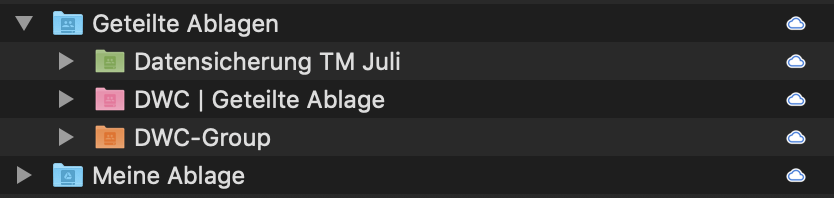 Geteilte Ablagen
Datensicherung TM Juli
DWC | Geteilte Ablage
DWC-Group
Meine Ablage